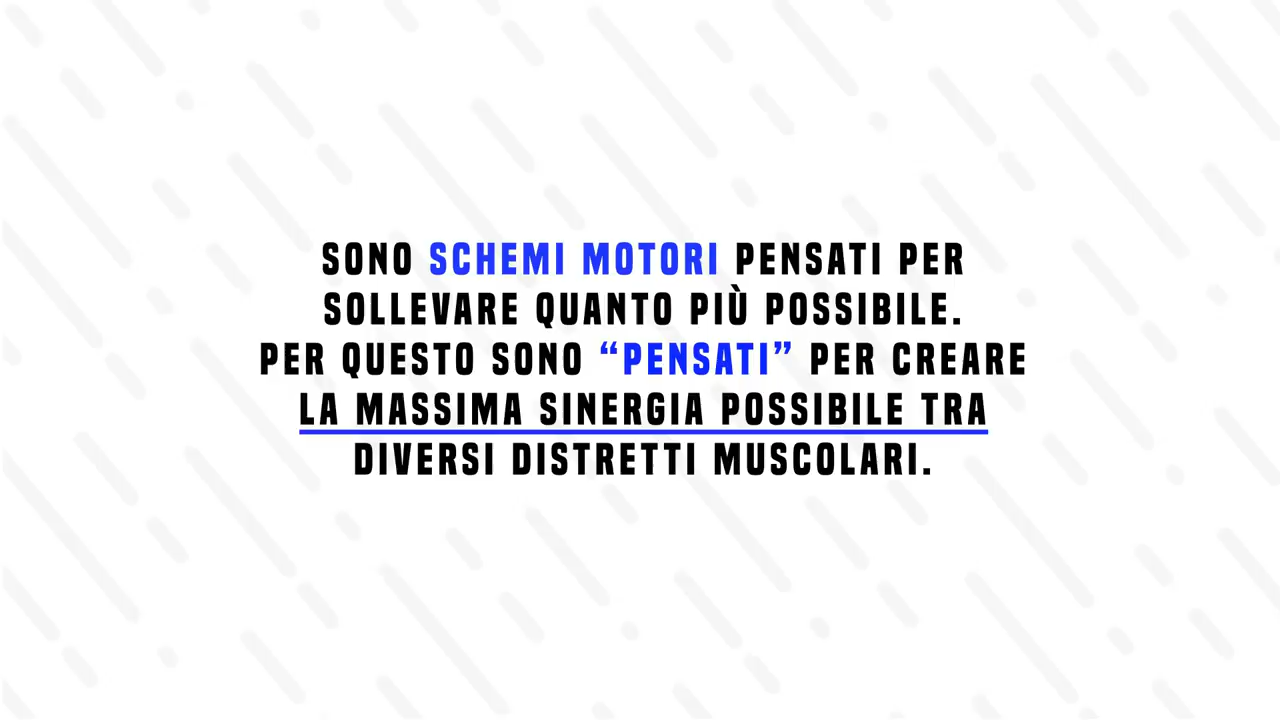 SONO SCHEMI MOTORI PENSATI PER
SOLLEVARE QUANTO PIÙ POSSIBILE.
PER QUESTO SONO “PENSATI” PER CREARE
LA MASSIMA SINERGIA POSSIBILE TRA
DIVERSI DISTRETTI MUSCOLARI.